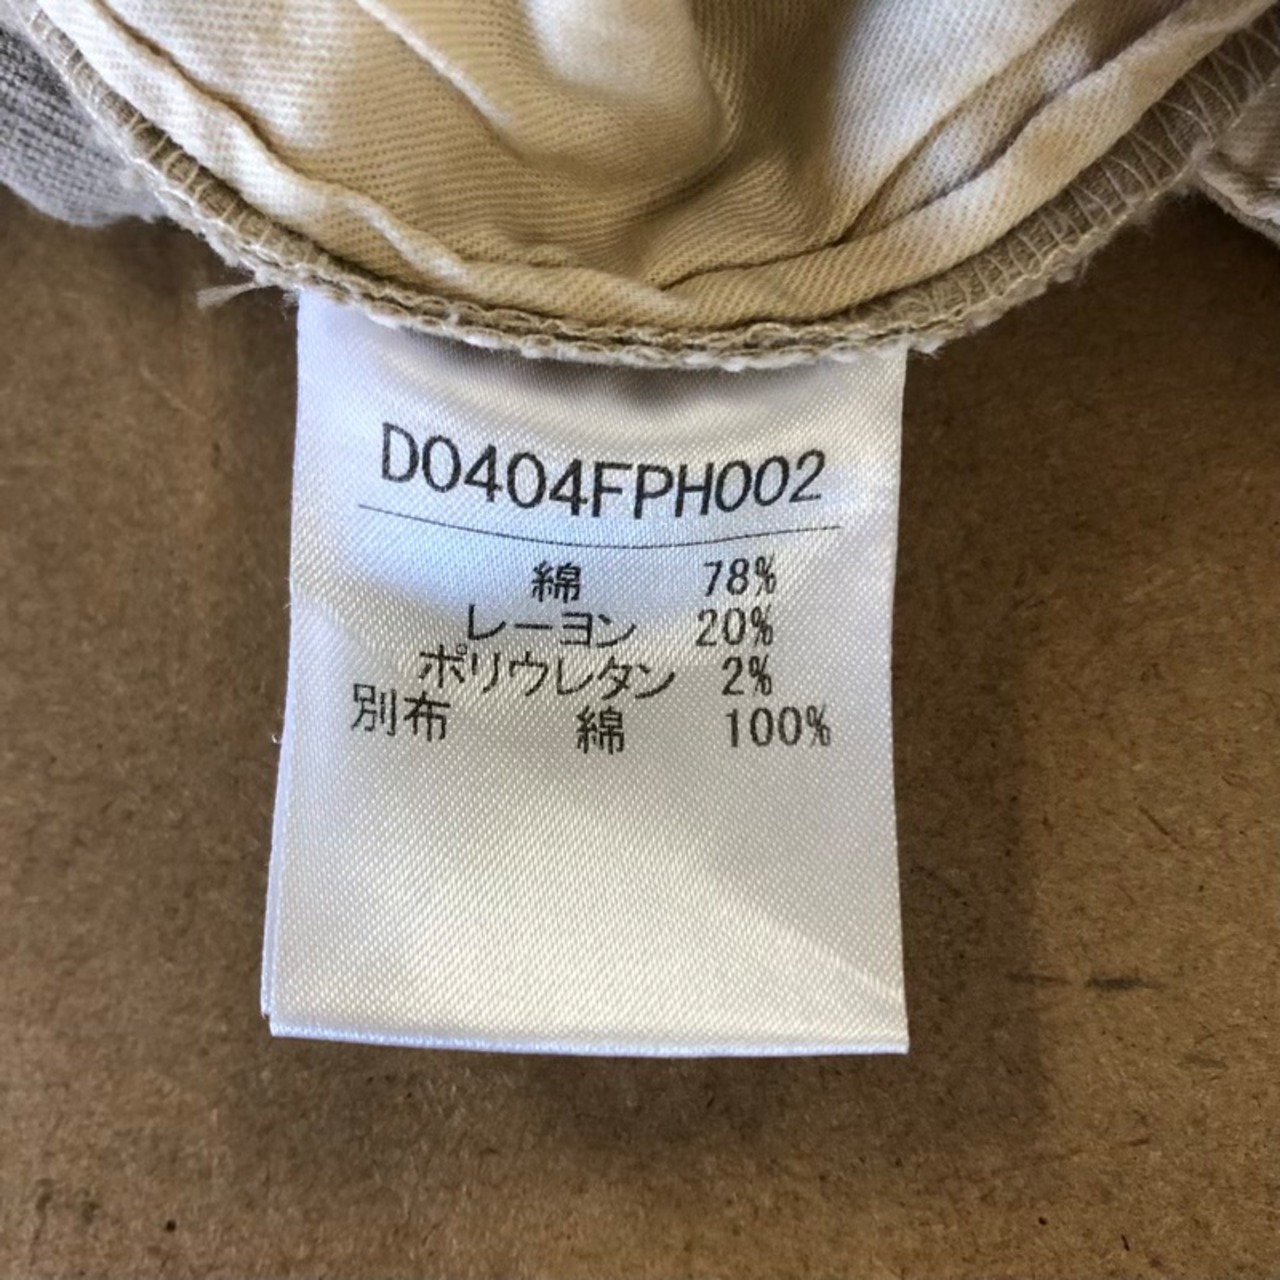 D0404FPH002
綿 78%
レーヨン 20%
ポリウレタン 2%
別布 綿 100%